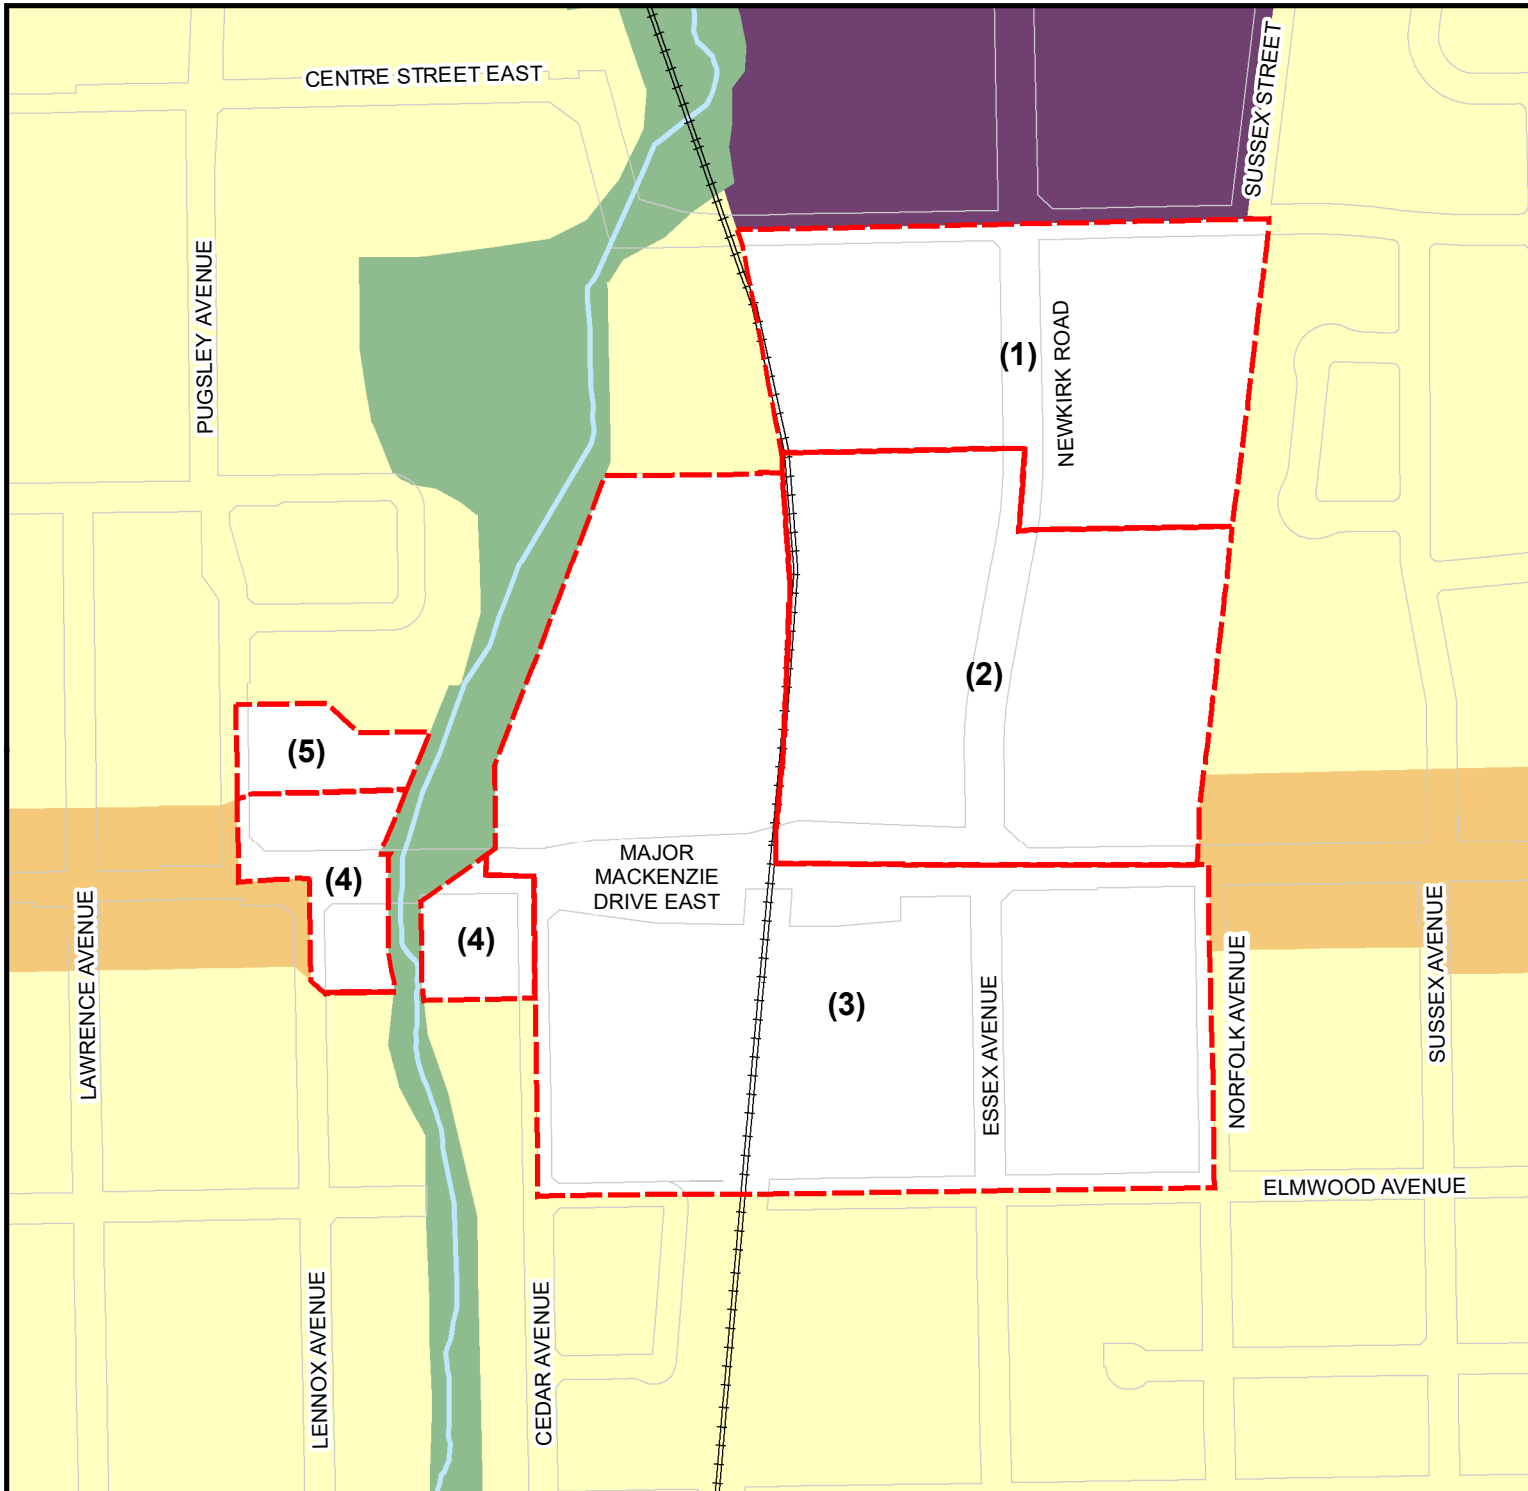 CENTRE STREET EAST
SUSSEX STREET
PUGSLEY AVENUE
(1)
NEWKIRK ROAD
(2)
(5)
MAJOR
MACKENZIE
DRIVE EAST
(4)
(4)
(3)
LAWRENCE AVENUE
ESSEX AVENUE
NORFOLK AVENUE
SUSSEX AVENUE
ELMWOOD AVENUE
LENNOX AVENUE
CEDAR AVENUE